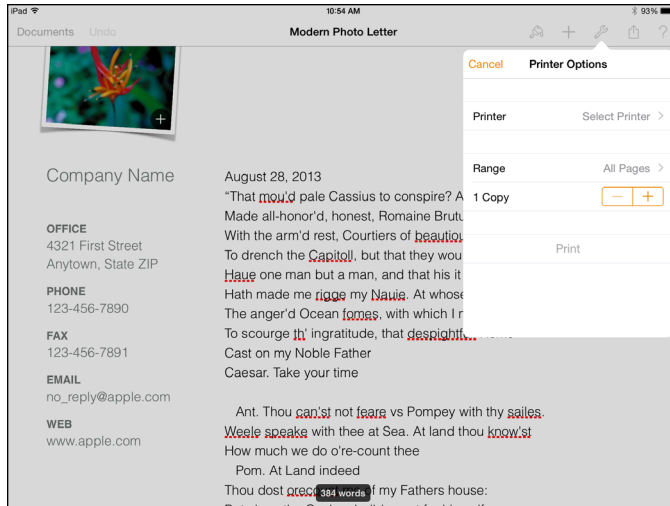 iPad 10:54 AM 93%
Documents Undo Modern Photo Letter ?
Cancel Printer Options
Printer Select Printer >
Range All Pages >
1 Copy − +
Print
+
Company Name
OFFICE
4321 First Street
Anytown, State ZIP
PHONE
123-456-7890
FAX
123-456-7891
EMAIL
no_reply@apple.com
WEB
www.apple.com
August 28, 2013
“That mou'd pale Cassius to conspire? A
Made all-honor'd, honest, Romaine Brutu
With the arm'd rest, Courtiers of beautiou
To drench the Capitoll, but that they wou
Haue one man but a man, and that his it
Hath made me rigge my Nauie. At whose
The anger'd Ocean fomes, with which I
To scourge th' ingratitude, that despightf
Cast on my Noble Father
Caesar. Take your time
Ant. Thou can'st not feare vs Pompey with thy sailes.
Weele speake with thee at Sea. At land thou know'st
How much we do o're-count thee
Pom. At Land indeed
Thou dost of my Fathers house:
384 words